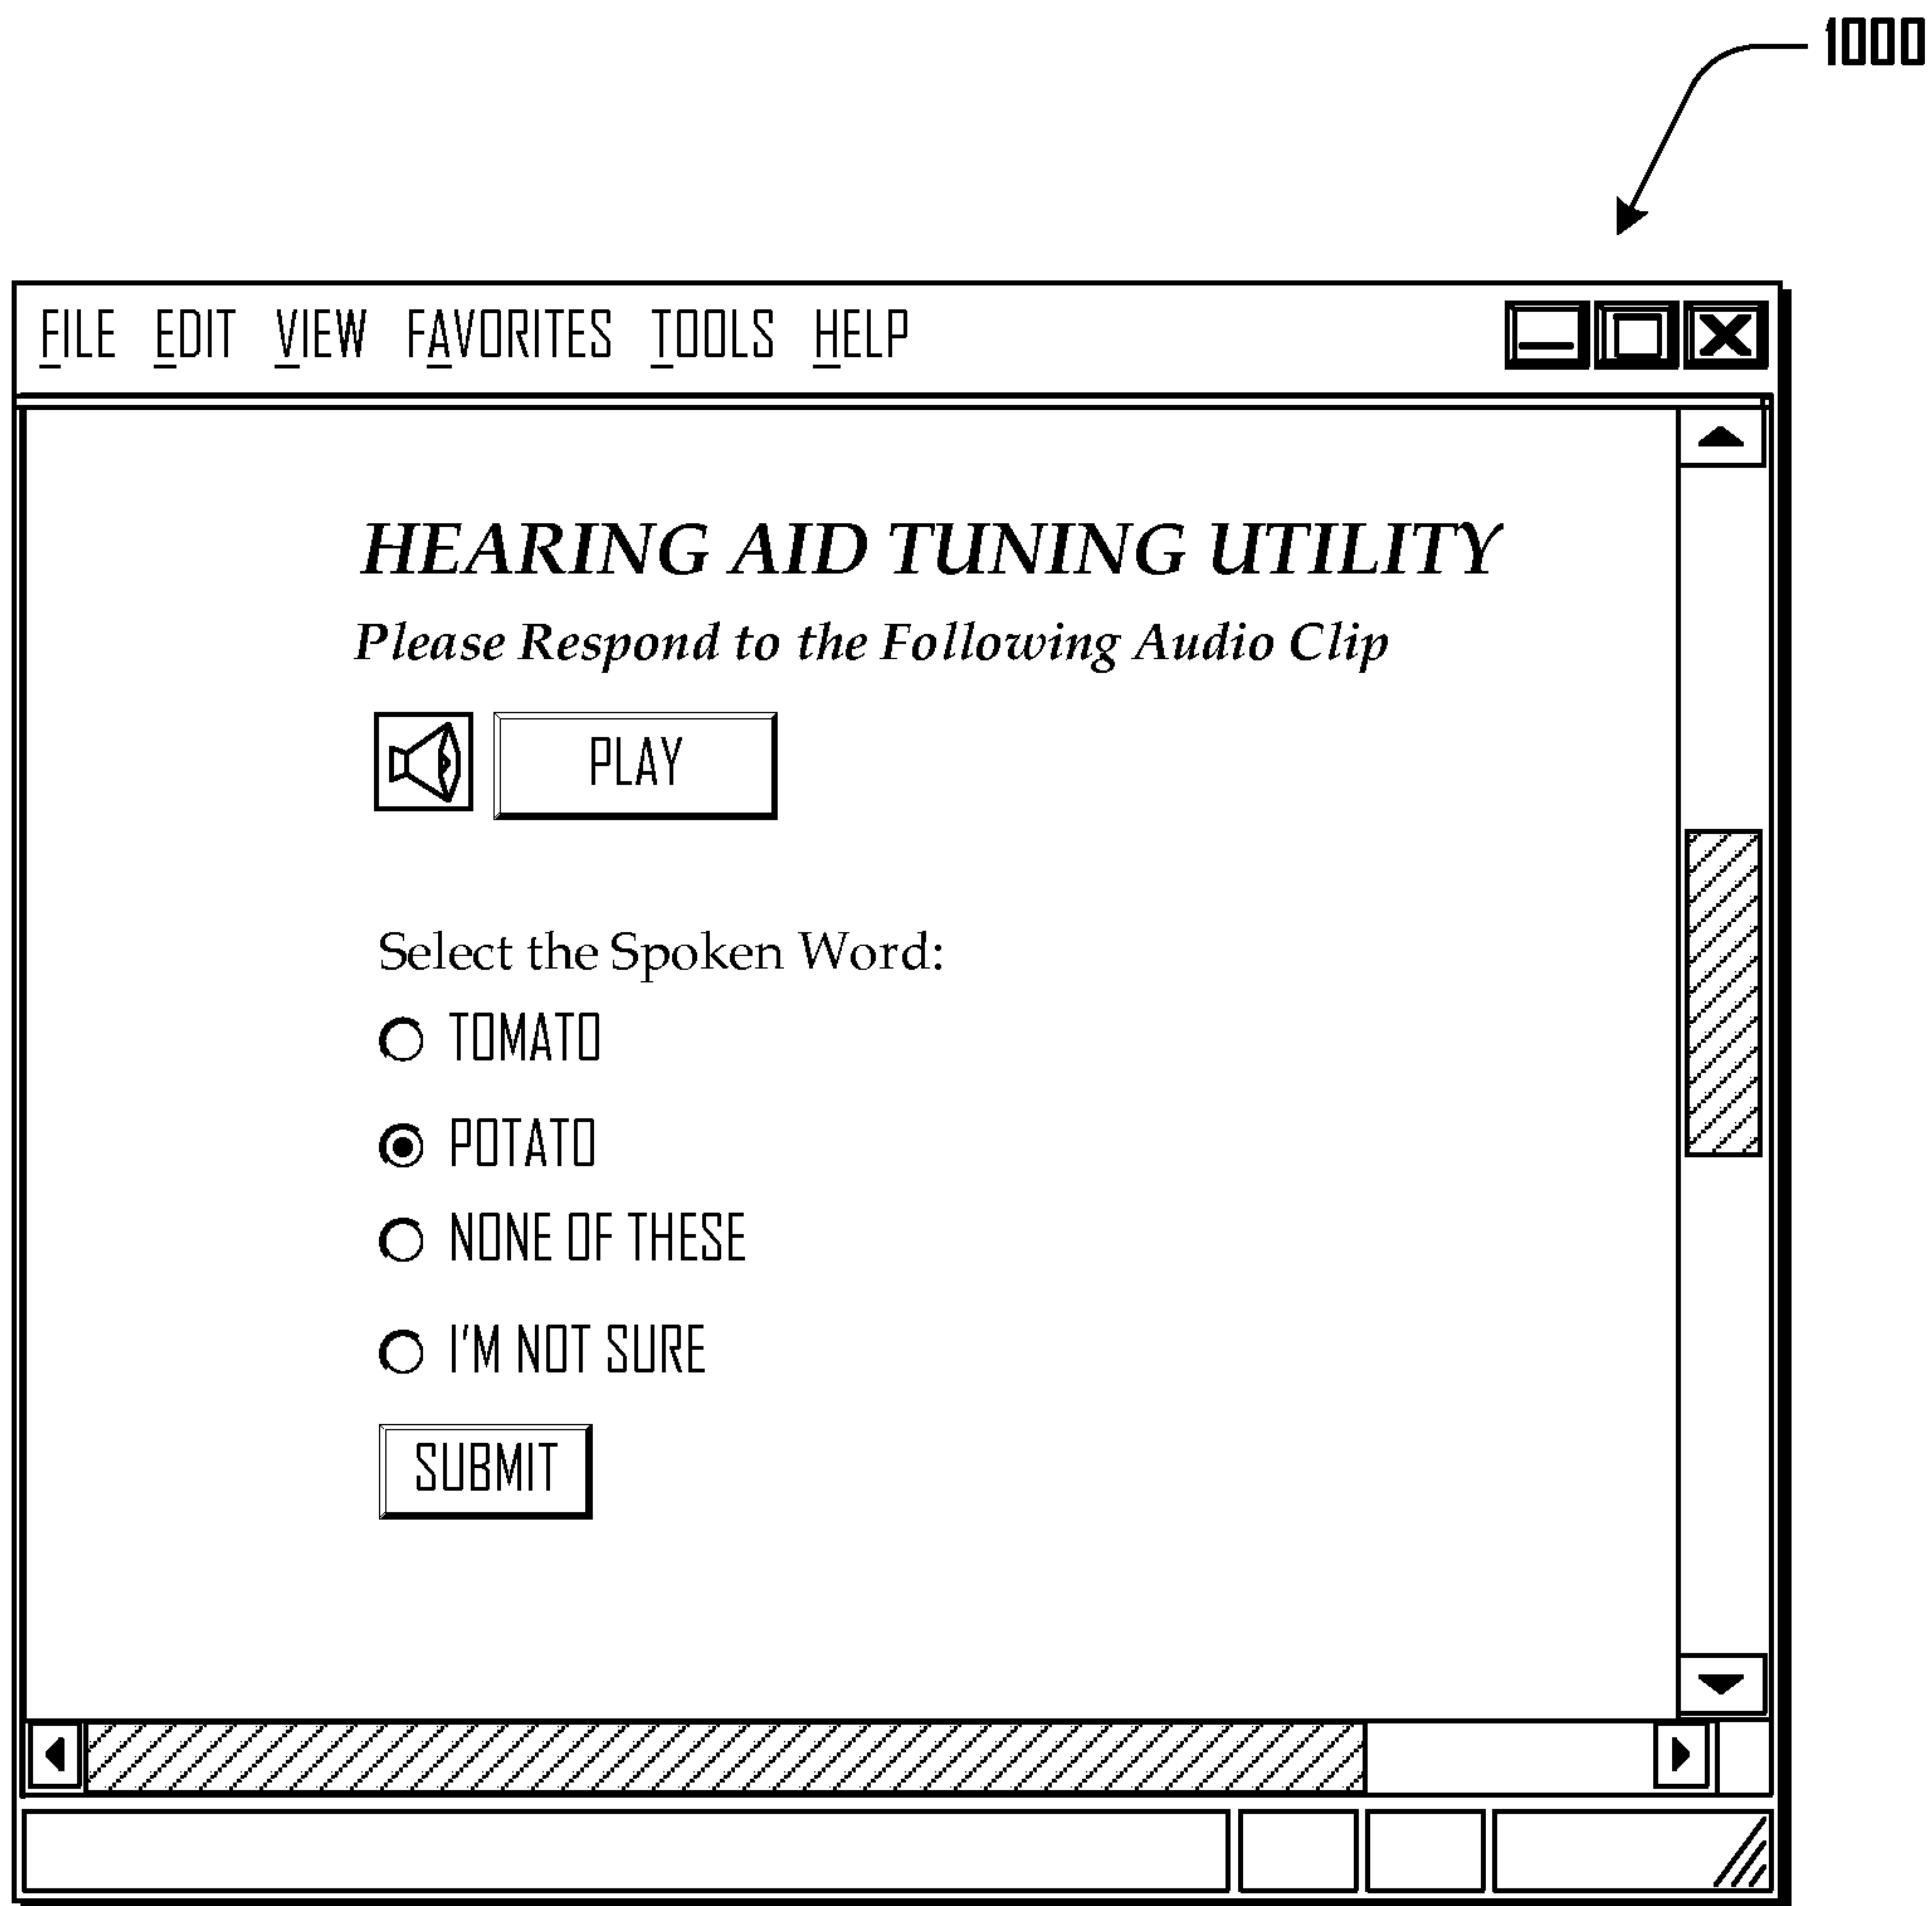 1000
FILE EDIT VIEW FAVORITES TOOLS HELP
HEARING AID TUNING UTILITY
Please Respond to the Following Audio Clip
PLAY
Select the Spoken Word:
TOMATO
POTATO
NONE OF THESE
I'M NOT SURE
SUBMIT